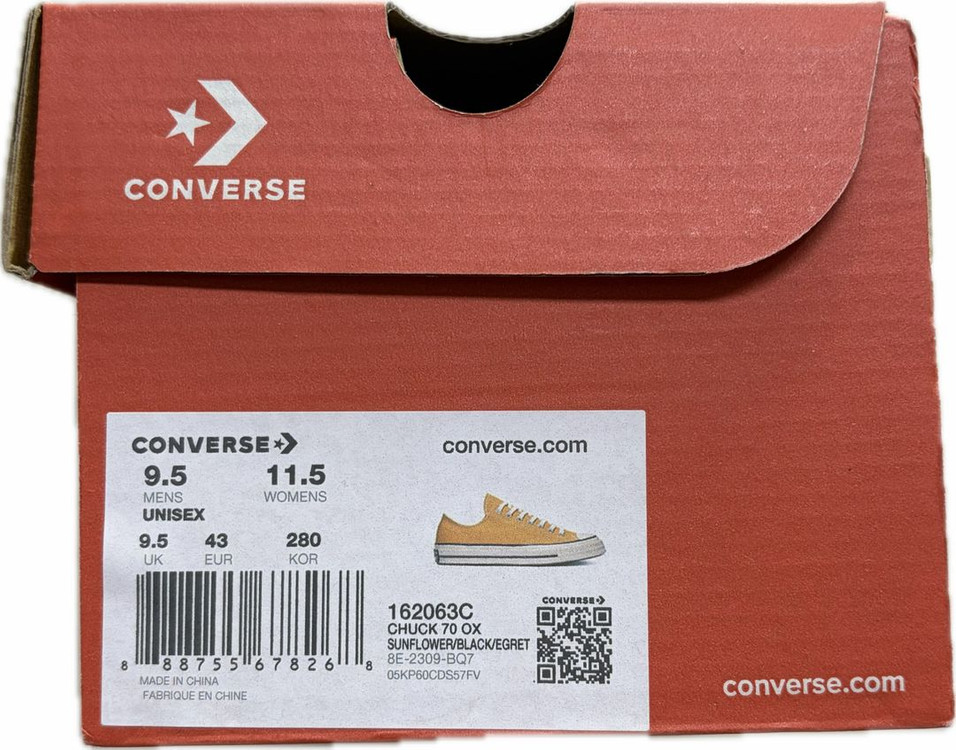 CONVERSE
CONVERSE
converse.com
9.5 11.5
MENS WOMENS
UNISEX
9.5 43 280
UK EUR KOR
8 88755 67826 8
MADE IN CHINA
FABRIQUE EN CHINE
162063C
CHUCK 70 OX
SUNFLOWER/BLACK/EGRET
8E-2309-BQ7
05KP60CDS57FV
CONVERSE
converse.com